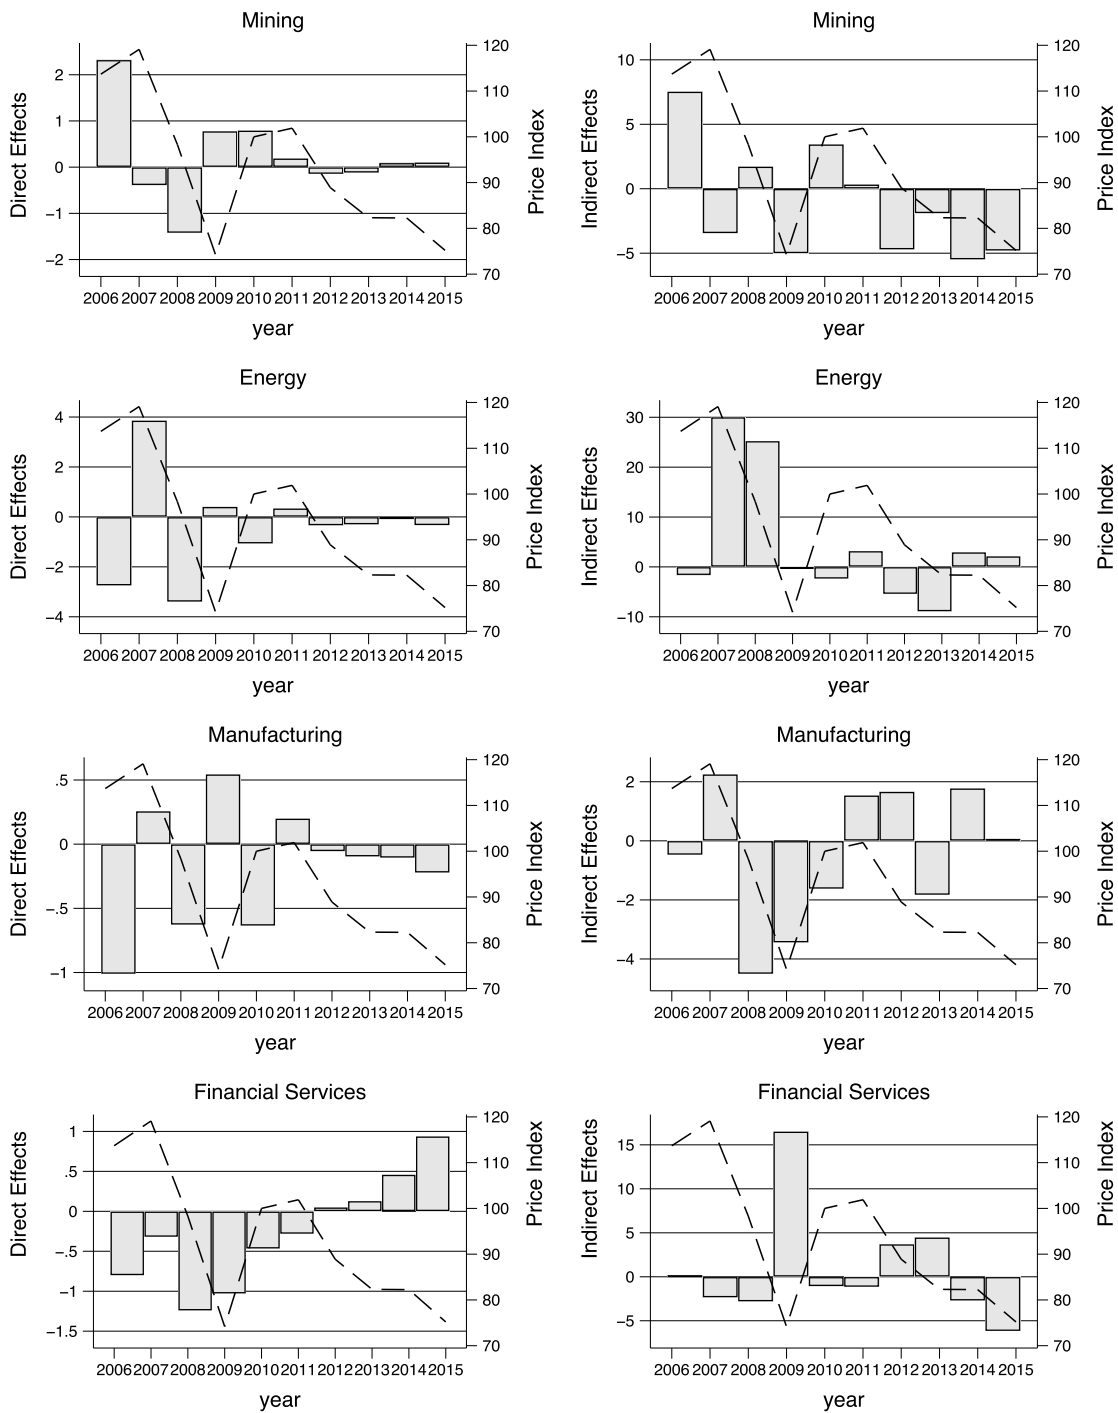 Mining
Direct Effects
2
1
0
−1
−2
120
110
100
90
80
70
Price Index
2006 2007 2008 2009 2010 2011 2012 2013 2014 2015
year
Mining
Indirect Effects
10
5
0
−5
120
110
100
90
80
70
Price Index
2006 2007 2008 2009 2010 2011 2012 2013 2014 2015
year
Energy
Direct Effects
4
2
0
−2
−4
120
110
100
90
80
70
Price Index
2006 2007 2008 2009 2010 2011 2012 2013 2014 2015
year
Energy
Indirect Effects
30
20
10
0
−10
120
110
100
90
80
70
Price Index
2006 2007 2008 2009 2010 2011 2012 2013 2014 2015
year
Manufacturing
Direct Effects
.5
0
−.5
−1
120
110
100
90
80
70
Price Index
2006 2007 2008 2009 2010 2011 2012 2013 2014 2015
year
Manufacturing
Indirect Effects
2
0
−2
−4
120
110
100
90
80
70
Price Index
2006 2007 2008 2009 2010 2011 2012 2013 2014 2015
year
Financial Services
Direct Effects
1
.5
0
−.5
−1
−1.5
120
110
100
90
80
70
Price Index
2006 2007 2008 2009 2010 2011 2012 2013 2014 2015
year
Financial Services
Indirect Effects
15
10
5
0
−5
120
110
100
90
80
70
Price Index
2006 2007 2008 2009 2010 2011 2012 2013 2014 2015
year